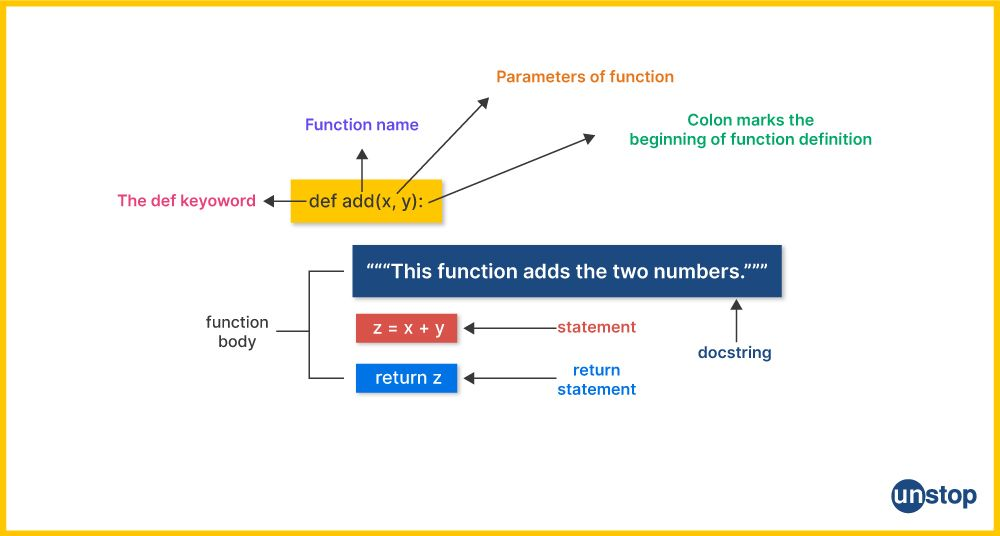 Parameters of function
Function name
Colon marks the
beginning of function definition
The def keyoword
def add(x, y):
“““This function adds the two numbers.”””
function
body
z = x + y
statement
docstring
return z
return
statement
unstop